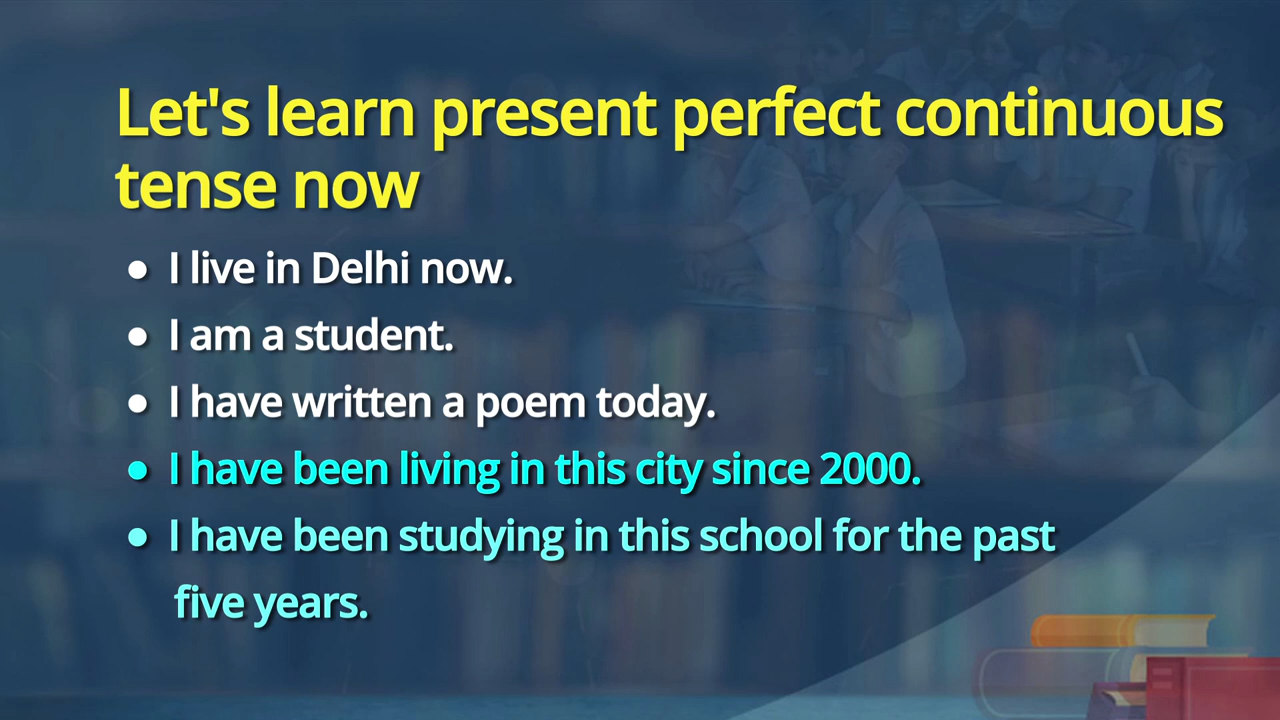 Let's learn present perfect continuous
tense now
● I live in Delhi now.
● I am a student.
● I have written a poem today.
● I have been living in this city since 2000.
● I have been studying in this school for the past
five years.